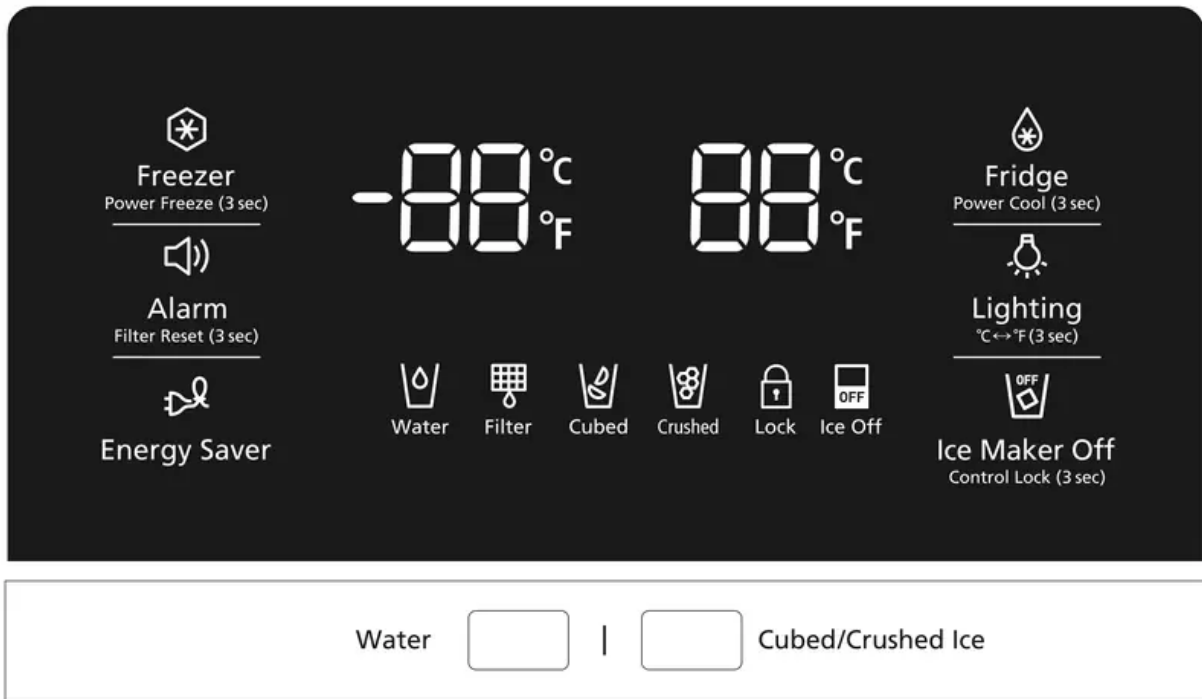 Freezer
Power Freeze (3 sec)
Alarm
Filter Reset (3 sec)
Energy Saver
-88 °C °F
88 °C °F
Water
Filter
Cubed
Crushed
Lock
OFF
Ice Off
Fridge
Power Cool (3 sec)
Lighting
°C↔°F (3 sec)
OFF
Ice Maker Off
Control Lock (3 sec)
Water | Cubed/Crushed Ice